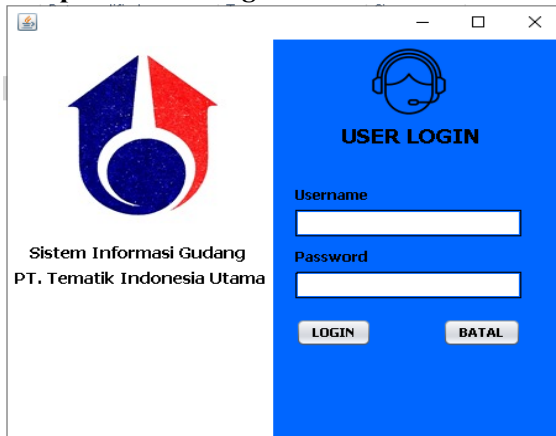 Sistem Informasi Gudang
PT. Tematik Indonesia Utama
USER LOGIN
Username
Password
LOGIN
BATAL